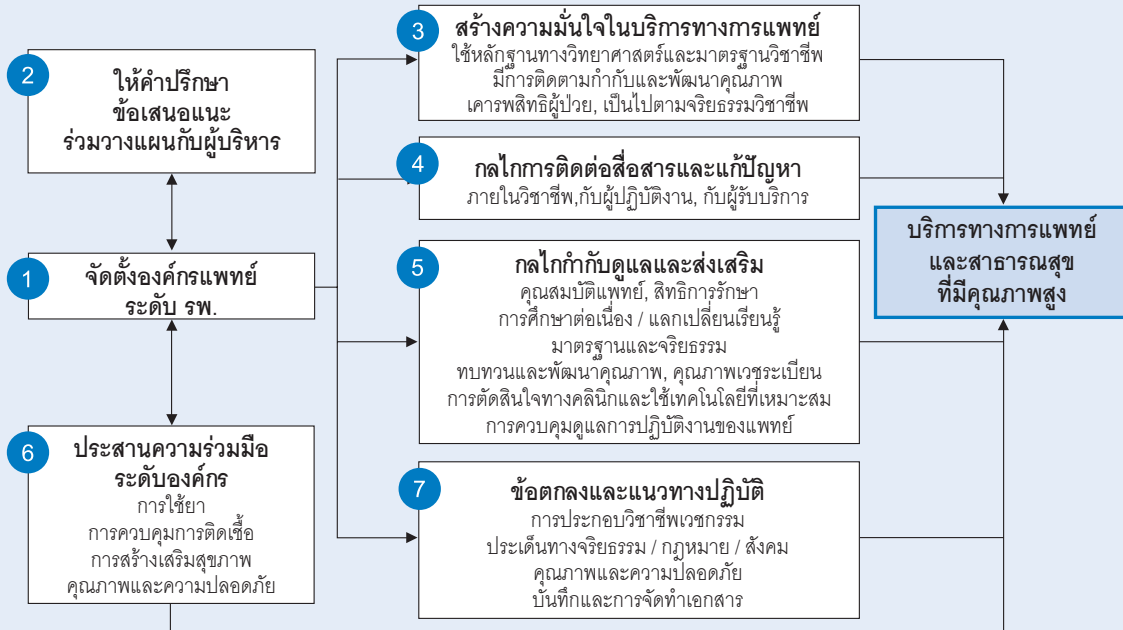 2
ให้คำปรึกษา
ข้อเสนอแนะ
ร่วมวางแผนกับผู้บริหาร
1
จัดตั้งองค์กรแพทย์
ระดับ รพ.
6
ประสานความร่วมมือ
ระดับองค์กร
การใช้ยา
การควบคุมการติดเชื้อ
การสร้างเสริมสุขภาพ
คุณภาพและความปลอดภัย
3
สร้างความมั่นใจในบริการทางการแพทย์
ใช้หลักฐานทางวิทยาศาสตร์และมาตรฐานวิชาชีพ
มีการติดตามกำกับและพัฒนาคุณภาพ
เคารพสิทธิผู้ป่วย, เป็นไปตามจริยธรรมวิชาชีพ
4
กลไกการติดต่อสื่อสารและแก้ปัญหา
ภายในวิชาชีพ,กับผู้ปฏิบัติงาน, กับผู้รับบริการ
5
กลไกกำกับดูแลและส่งเสริม
คุณสมบัติแพทย์, สิทธิการรักษา
การศึกษาต่อเนื่อง / แลกเปลี่ยนเรียนรู้
มาตรฐานและจริยธรรม
ทบทวนและพัฒนาคุณภาพ, คุณภาพเวชระเบียน
การตัดสินใจทางคลินิกและใช้เทคโนโลยีที่เหมาะสม
การควบคุมดูแลการปฏิบัติงานของแพทย์
7
ข้อตกลงและแนวทางปฏิบัติ
การประกอบวิชาชีพเวชกรรม
ประเด็นทางจริยธรรม / กฎหมาย / สังคม
คุณภาพและความปลอดภัย
บันทึกและการจัดทำเอกสาร
บริการทางการแพทย์
และสาธารณสุข
ที่มีคุณภาพสูง